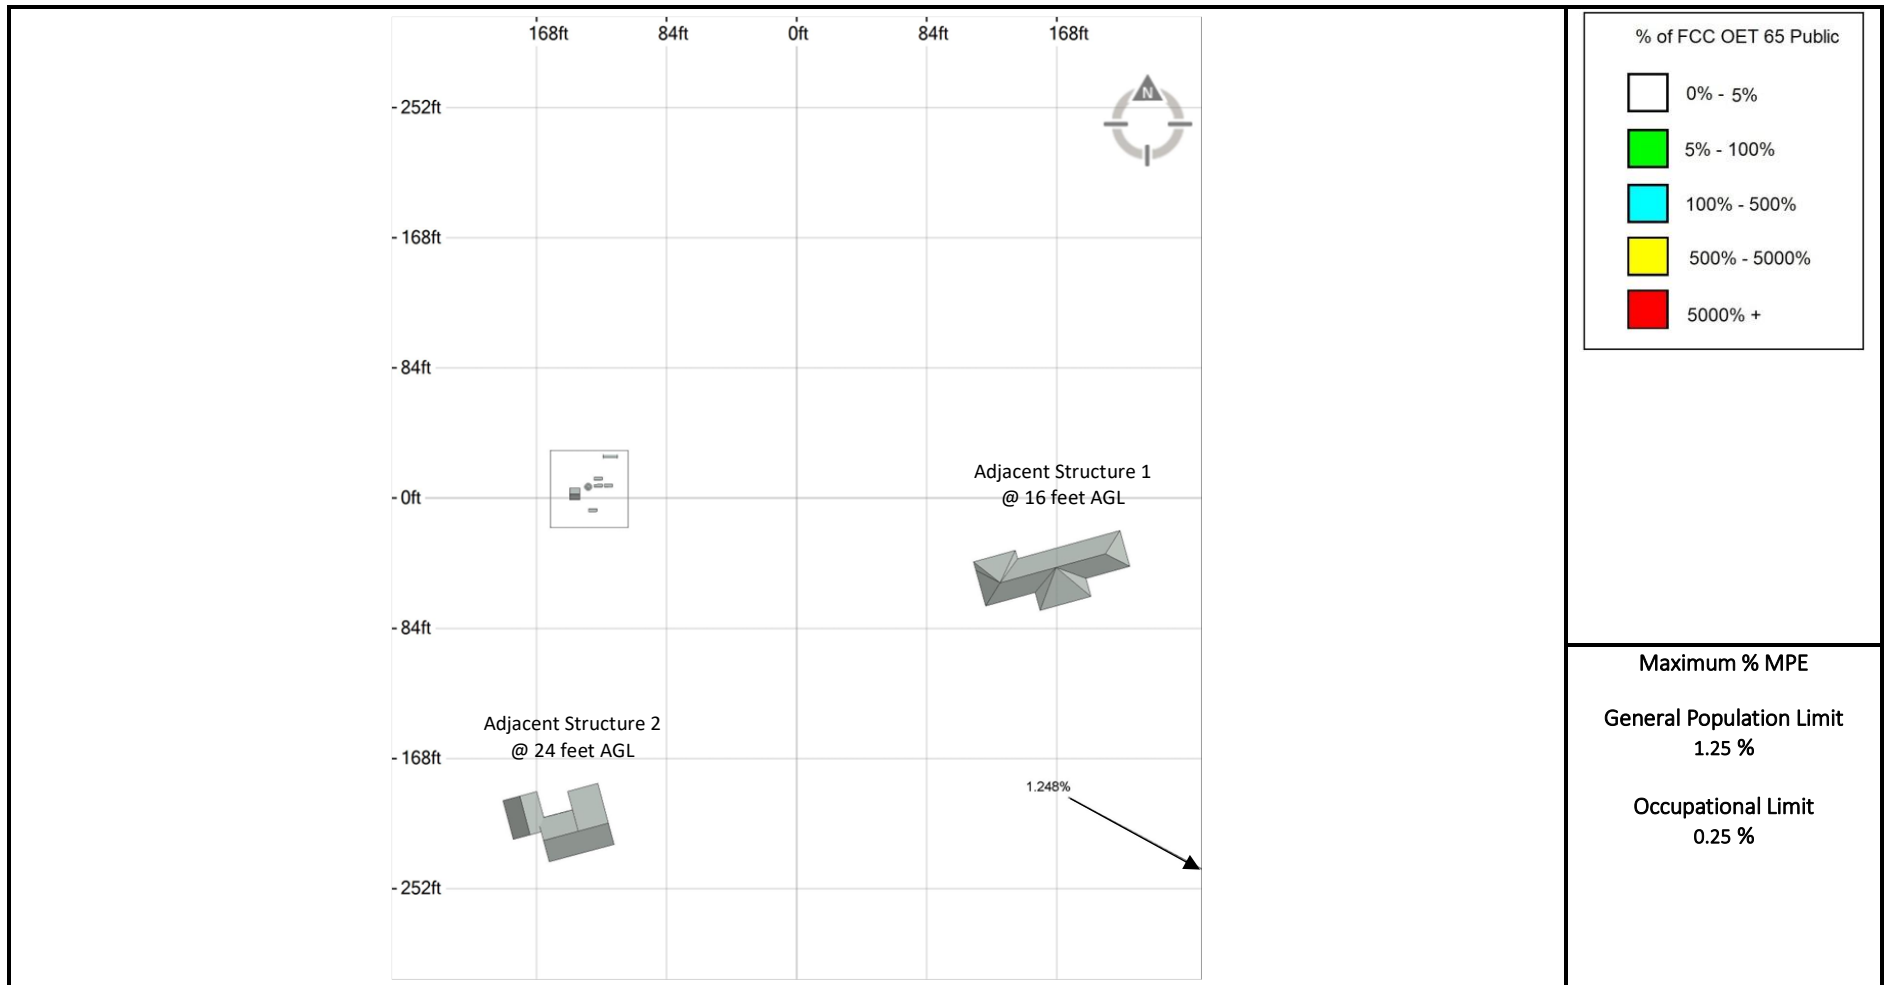 168ft 84ft 0ft 84ft 168ft
N
252ft
168ft
84ft
0ft
84ft
168ft
252ft
Adjacent Structure 1
@ 16 feet AGL
Adjacent Structure 2
@ 24 feet AGL
1.248%
% of FCC OET 65 Public
0% - 5%
5% - 100%
100% - 500%
500% - 5000%
5000% +
Maximum % MPE
General Population Limit
1.25 %
Occupational Limit
0.25 %